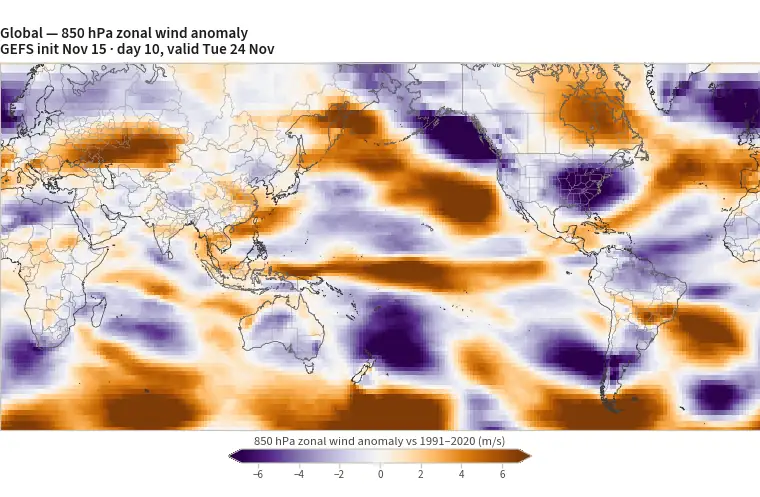 Global — 850 hPa zonal wind anomaly
GEFS init Nov 15 · day 10, valid Tue 24 Nov
850 hPa zonal wind anomaly vs 1991–2020 (m/s)
−6 −4 −2 0 2 4 6